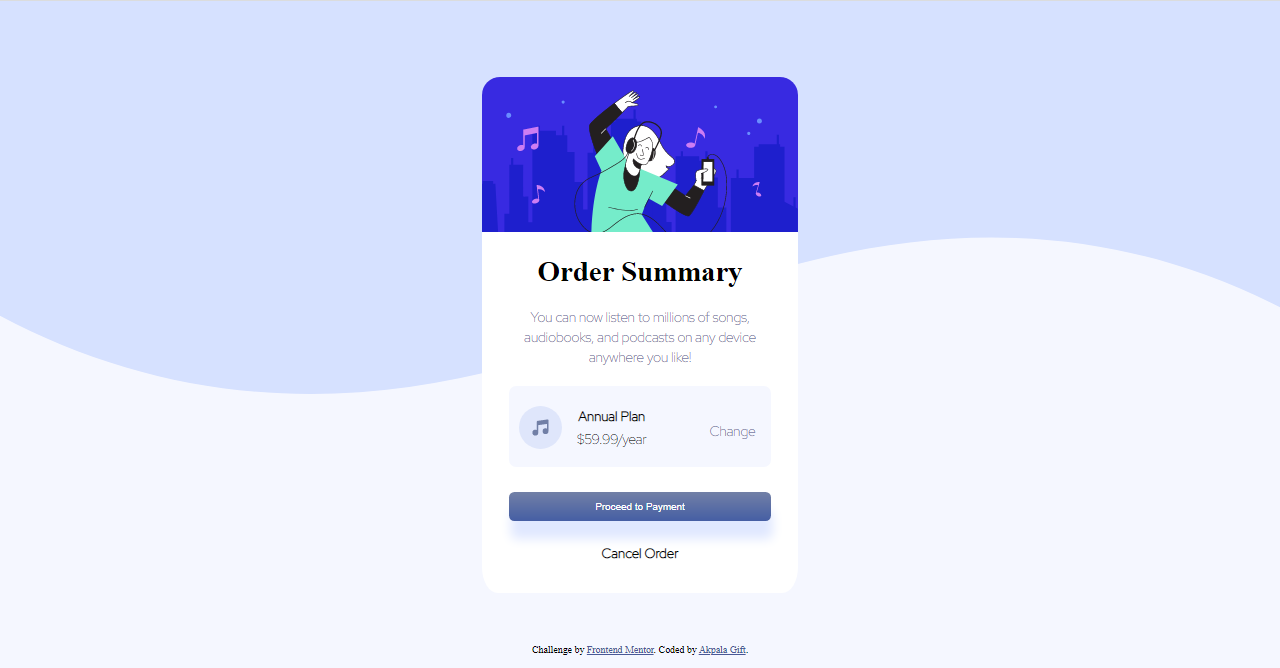 Order Summary
You can now listen to millions of songs,
audiobooks, and podcasts on any device
anywhere you like!
Annual Plan
$59.99/year
Change
Proceed to Payment
Cancel Order
Challenge by Frontend Mentor. Coded by Akpala Gift.